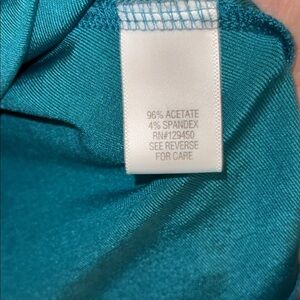 96% ACETATE
4% SPANDEX
RN#129450
SEE REVERSE
FOR CARE